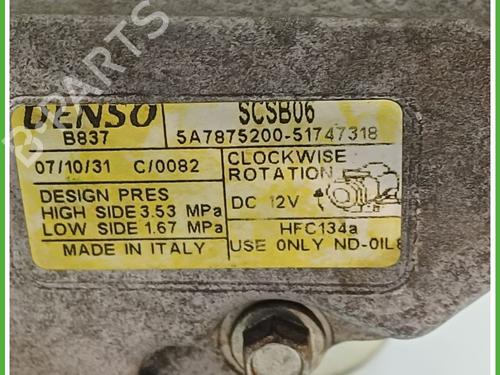 DENSO
SCSB06
B837
5A7875200-51747318
07/10/31 C/0082
CLOCKWISE
ROTATION
DESIGN PRES
HIGH SIDE 3.53 MPa
LOW SIDE 1.67 MPa
DC 12V
HFC134a
MADE IN ITALY
USE ONLY ND-OIL8
B-PARTS